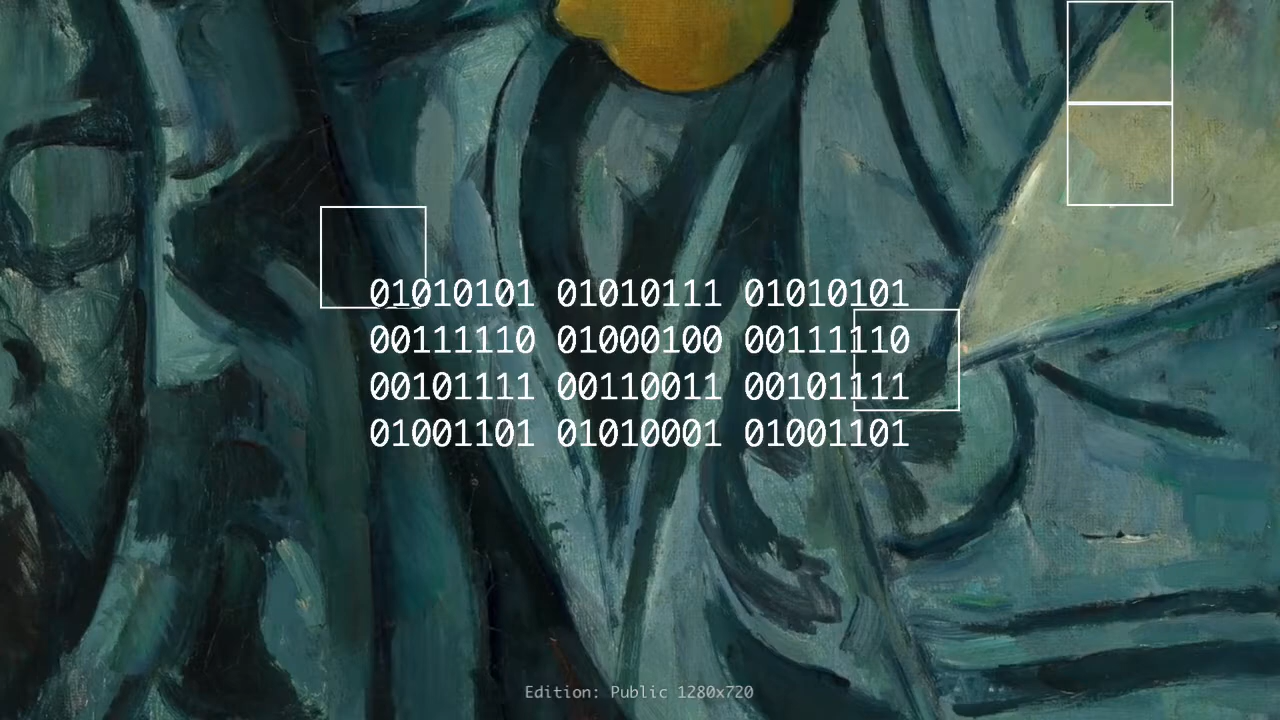 01010101 01010111 01010101
00111110 01000100 00111110
00101111 00110011 00101111
01001101 01010001 01001101
Edition: Public 1280x720